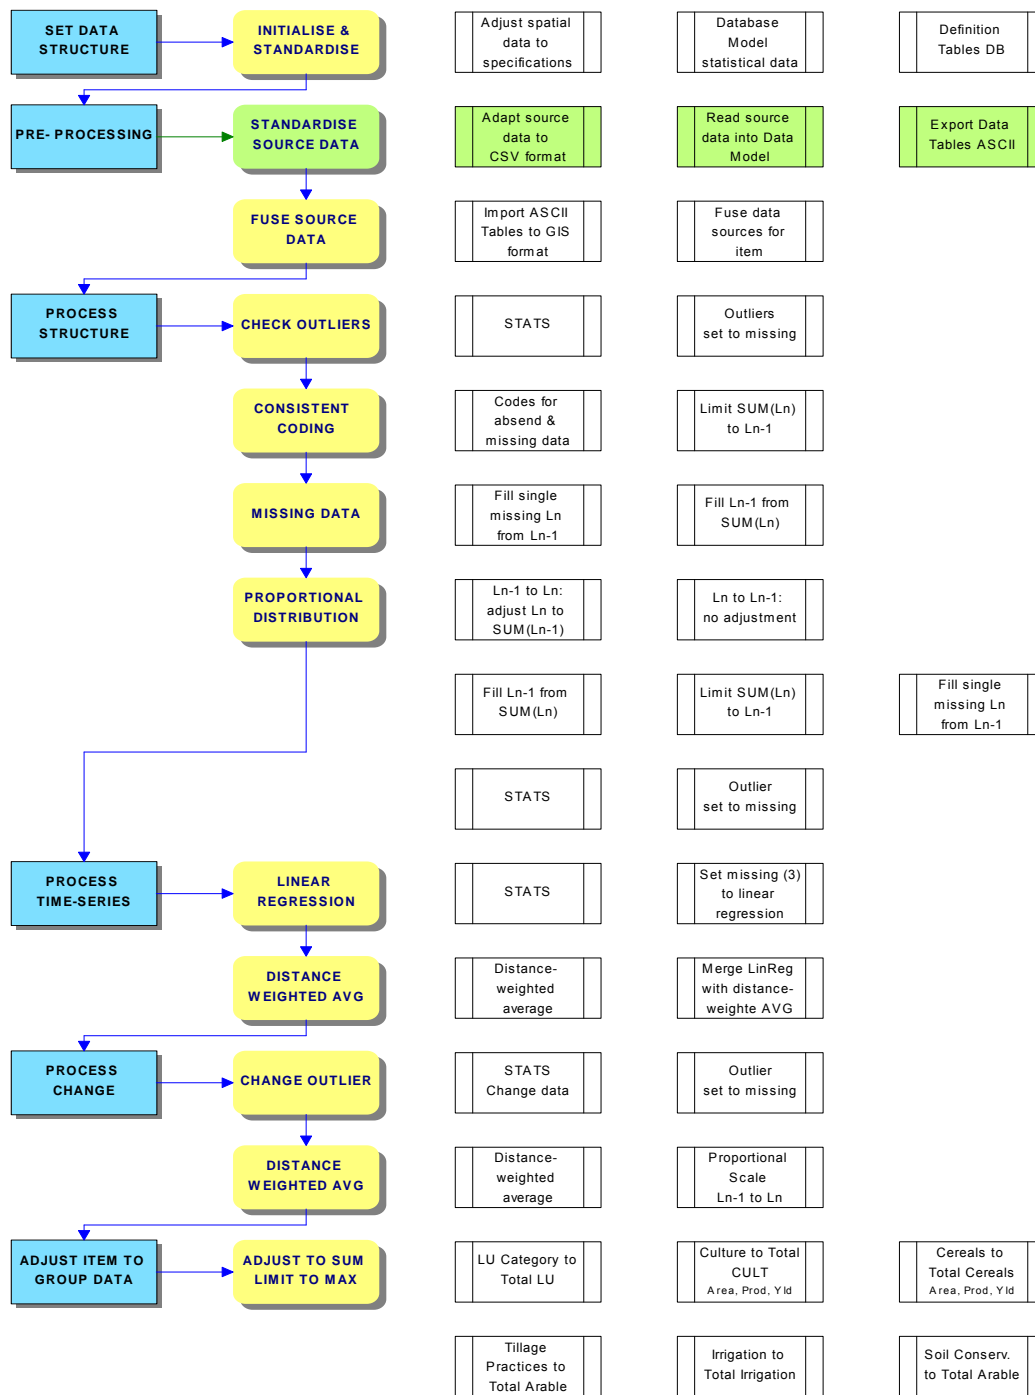 SET DATA
STRUCTURE
INITIALISE &
STANDARDISE
Adjust spatial
data to
specifications
Database
Model
statistical data
Definition
Tables DB
PRE- PROCESSING
STANDARDISE
SOURCE DATA
Adapt source
data to
CSV format
Read source
data into Data
Model
Export Data
Tables ASCII
FUSE SOURCE
DATA
Import ASCII
Tables to GIS
format
Fuse data
sources for
item
PROCESS
STRUCTURE
CHECK OUTLIERS
STATS
Outliers
set to missing
CONSISTENT
CODING
Codes for
absend &
missing data
Limit SUM(Ln)
to Ln-1
MISSING DATA
Fill single
missing Ln
from Ln-1
Fill Ln-1 from
SUM(Ln)
PROPORTIONAL
DISTRIBUTION
Ln-1 to Ln:
adjust Ln to
SUM(Ln-1)
Ln to Ln-1:
no adjustment
Fill Ln-1 from
SUM(Ln)
Limit SUM(Ln)
to Ln-1
Fill single
missing Ln
from Ln-1
STATS
Outlier
set to missing
PROCESS
TIME-SERIES
LINEAR
REGRESSION
STATS
Set missing (3)
to linear
regression
DISTANCE
WEIGHTED AVG
Distance-
weighted
average
Merge LinReg
with distance-
weighte AVG
PROCESS
CHANGE
CHANGE OUTLIER
STATS
Change data
Outlier
set to missing
DISTANCE
WEIGHTED AVG
Distance-
weighted
average
Proportional
Scale
Ln-1 to Ln
ADJUST ITEM TO
GROUP DATA
ADJUST TO SUM
LIMIT TO MAX
LU Category to
Total LU
Culture to Total
CULT
Area, Prod, Yld
Cereals to
Total Cereals
Area, Prod, Yld
Tillage
Practices to
Total Arable
Irrigation to
Total Irrigation
Soil Conserv.
to Total Arable